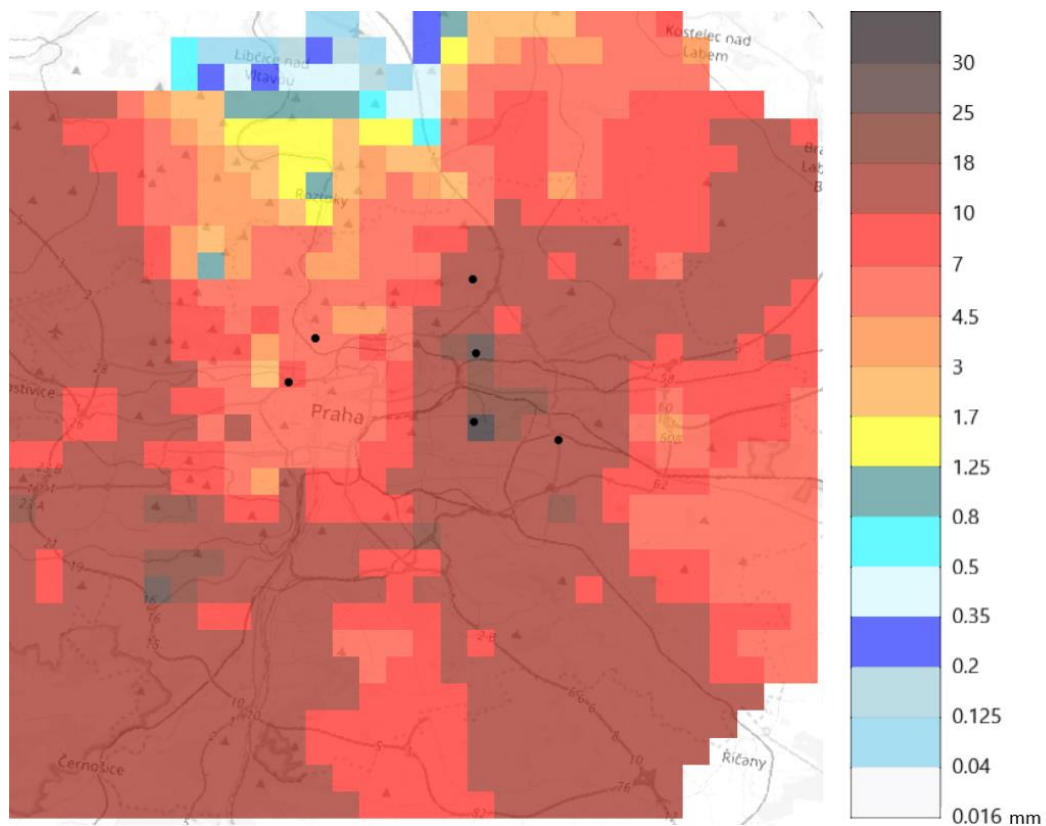 Kostelec nad
Labem
Libčice nad
Vltavou
Roztoky
Praha
Černošice
Říčany
30
25
18
10
7
4.5
3
1.7
1.25
0.8
0.5
0.35
0.2
0.125
0.04
0.016 mm